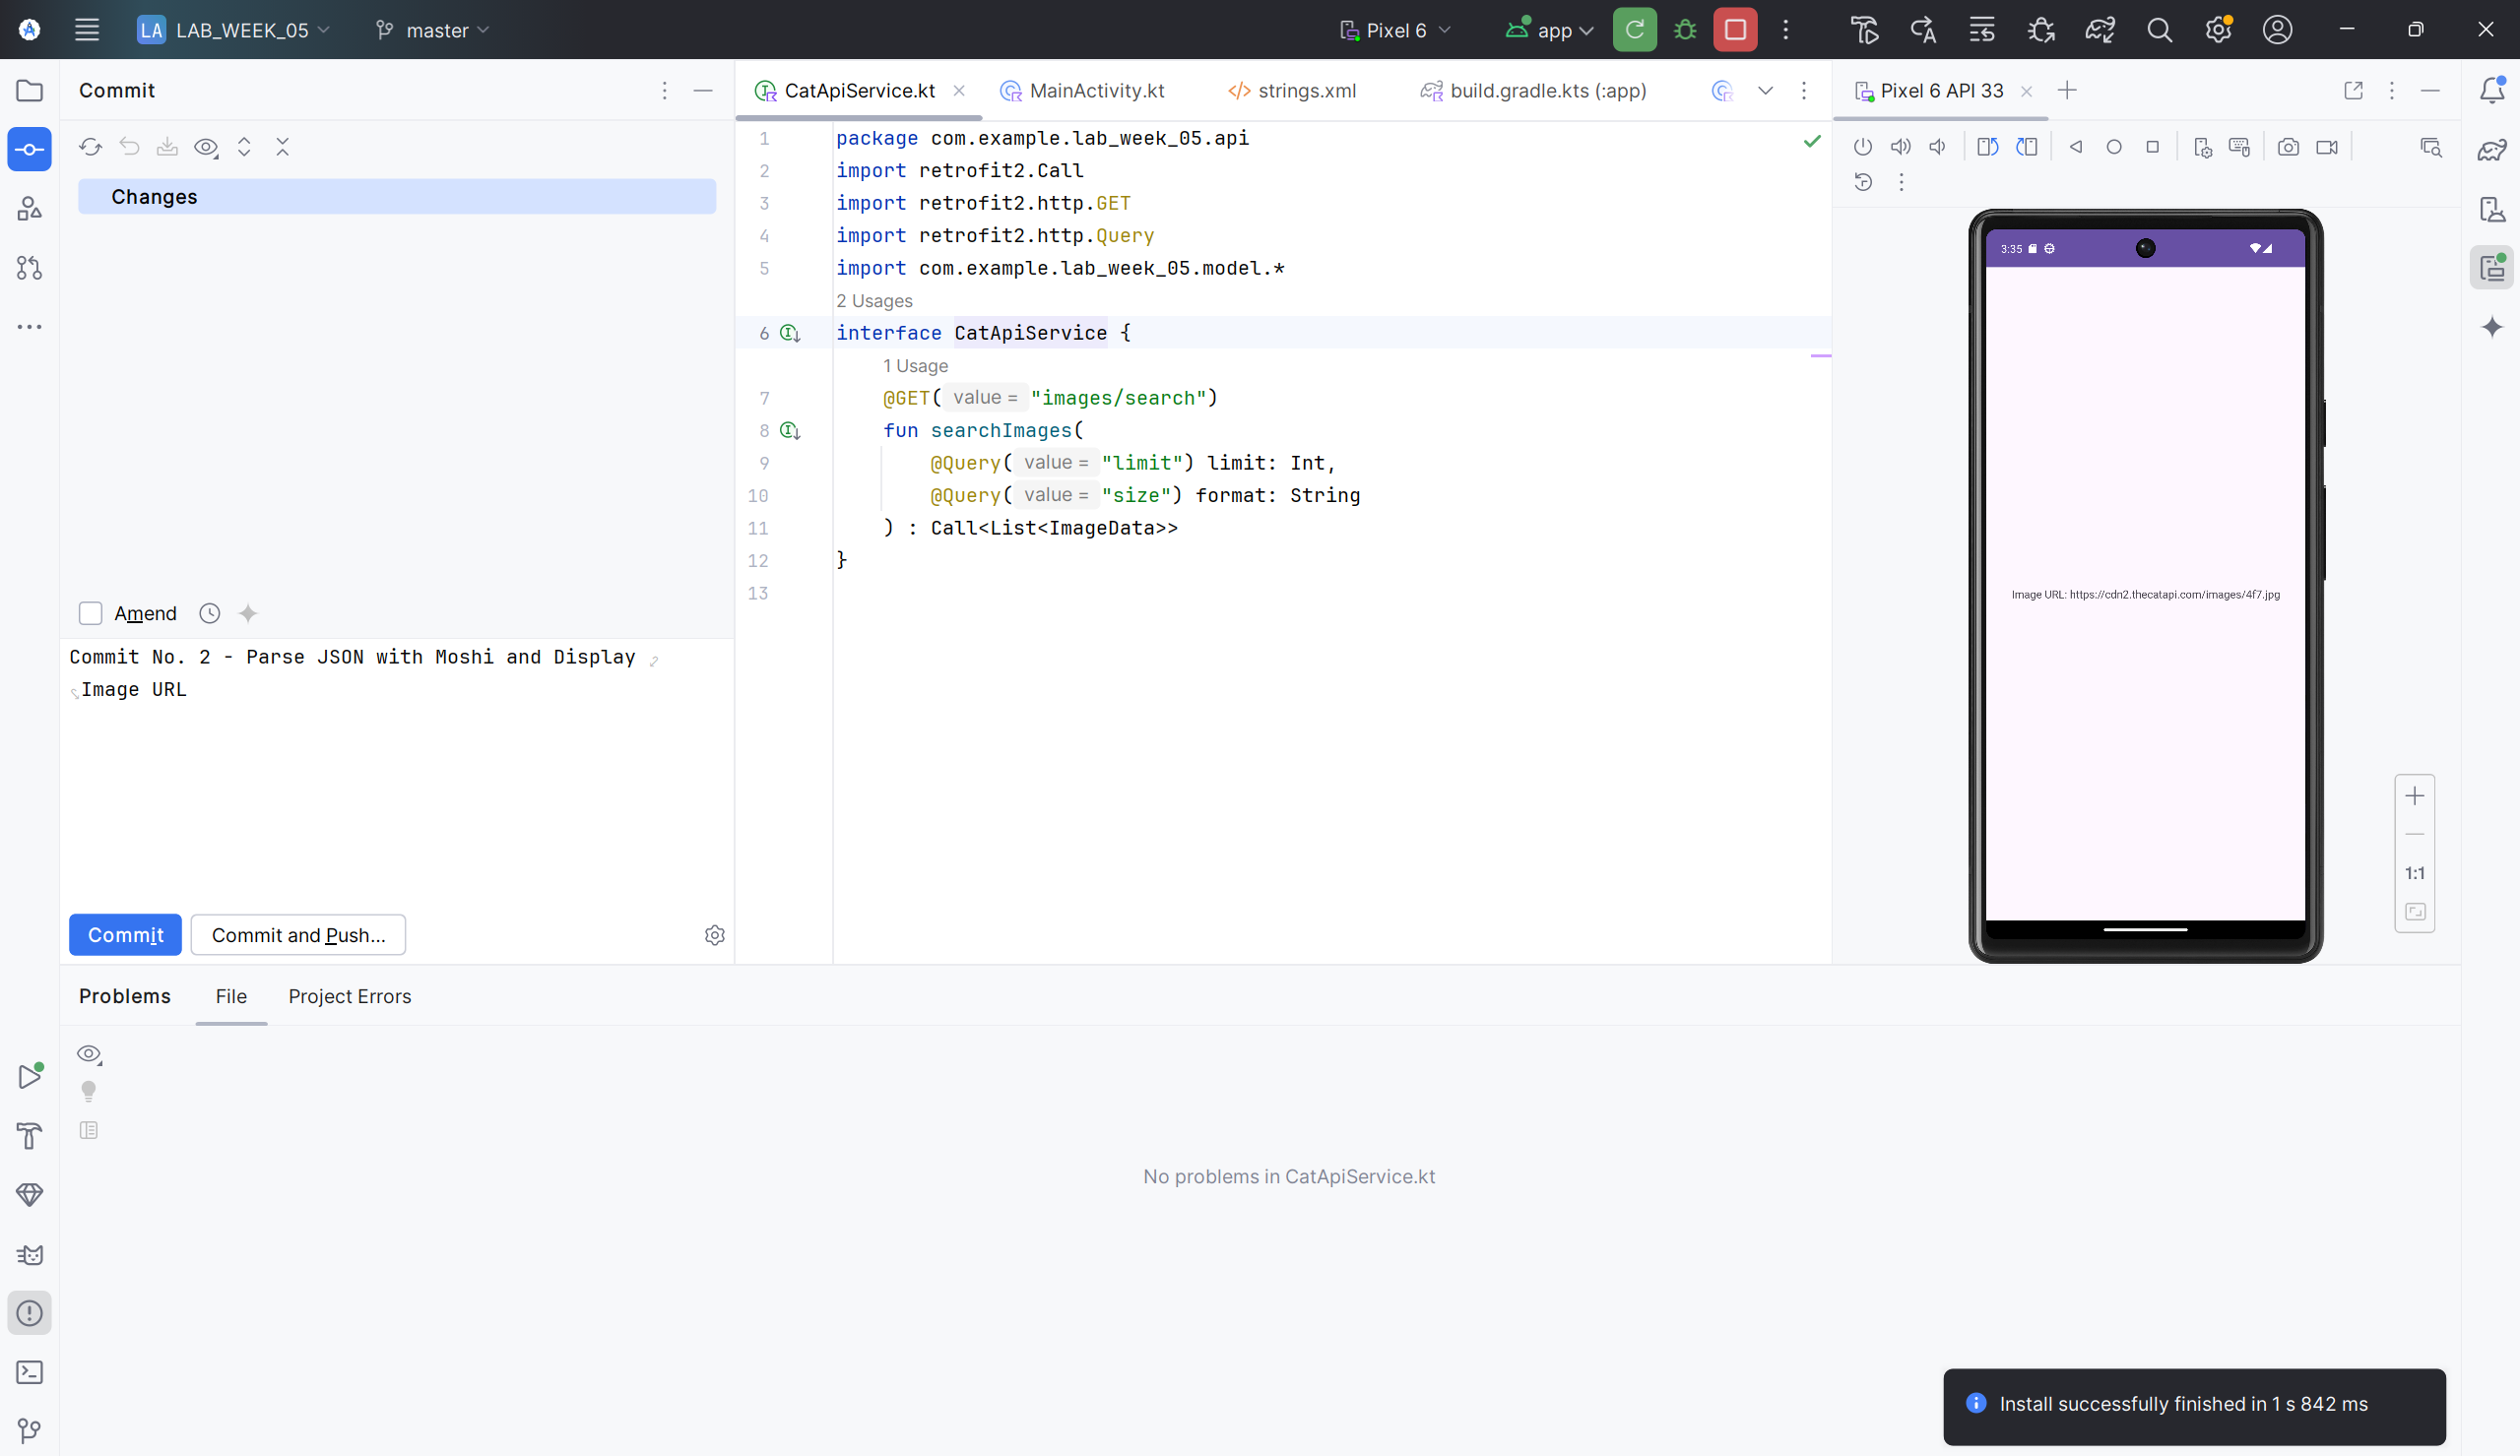 LA LAB_WEEK_05 master Pixel 6 app
Commit
Changes
Amend
Commit No. 2 - Parse JSON with Moshi and Display
Image URL
Commit Commit and Push...
CatApiService.kt MainActivity.kt strings.xml build.gradle.kts (:app)
1 package com.example.lab_week_05.api
2 import retrofit2.Call
3 import retrofit2.http.GET
4 import retrofit2.http.Query
5 import com.example.lab_week_05.model.*
2 Usages
6 interface CatApiService {
1 Usage
7 @GET( value = "images/search")
8 fun searchImages(
9 @Query( value = "limit") limit: Int,
10 @Query( value = "size") format: String
11 ) : Call<List<ImageData>>
12 }
13
Pixel 6 API 33
3:35
Image URL: https://cdn2.thecatapi.com/images/4f7.jpg
1:1
Problems File Project Errors
No problems in CatApiService.kt
Install successfully finished in 1 s 842 ms